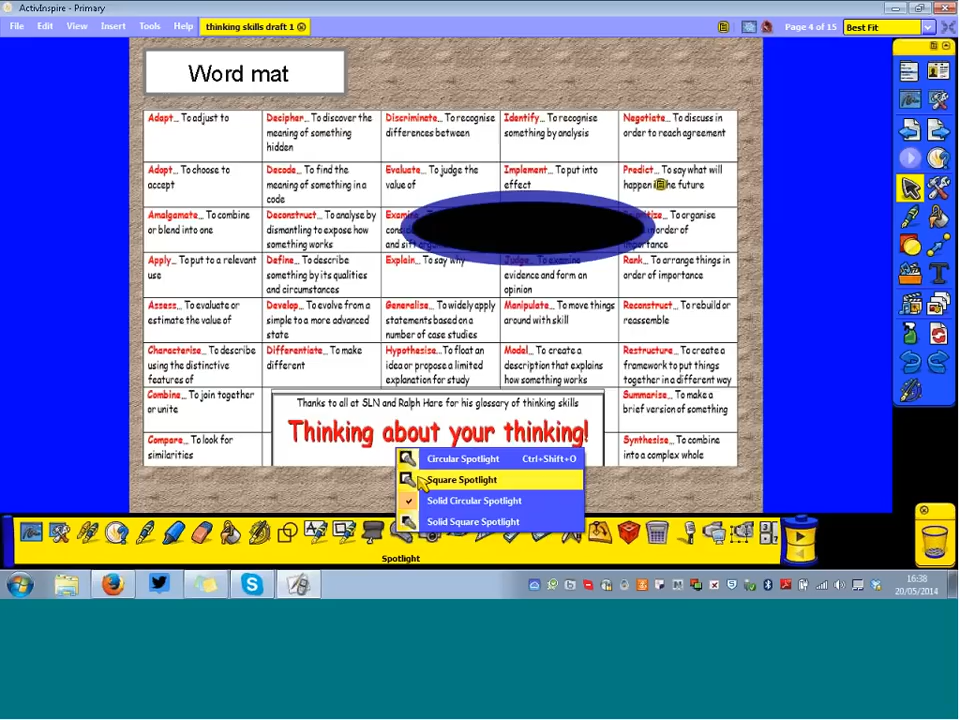 ActivInspire - Primary
File Edit View Insert Tools Help thinking skills draft 1 Page 4 of 15 Best Fit
Word mat
Adapt... To adjust to
Decipher... To discover the
meaning of something
hidden
Discriminate... To recognise
differences between
Identify... To recognise
something by analysis
Negotiate... To discuss in
order to reach agreement
Adopt... To choose to
accept
Decode... To find the
meaning of something in a
code
Evaluate... To judge the
value of
Implement... To put into
effect
Predict... To say what will
happen the future
Amalgamate... To combine
or blend into one
Deconstruct... To analyse by
dismantling to expose how
something works
and sift
To organise
in order of
Apply... To put to a relevant
use
Define... To describe
something by its qualities
and circumstances
Explain... To say why
Judge... To examine
evidence and form an
opinion
Rank... To arrange things in
order of importance
Assess... To evaluate or
estimate the value of
Develop... To evolve from a
simple to a more advanced
state
Generalise... To widely apply
statements based on a
number of case studies
Manipulate... To move things
around with skill
Reconstruct... To rebuild or
reassemble
Characterise... To describe
using the distinctive
features of
Differentiate... To make
different
Hypothesise... To float an
idea or propose a limited
explanation for study
Model... To create a
description that explains
how something works
Restructure... To create a
framework to put things
together in a different way
Combine... To join together
or unite
Thanks to all at SLN and Ralph Hare for his glossary of thinking skills
Summarise... To make a
brief version of something
Compare... To look for
similarities
Thinking about your thinking!
Synthesise... To combine
into a complex whole
Circular Spotlight Ctrl+Shift+O
Square Spotlight
Solid Circular Spotlight
Solid Square Spotlight
Spotlight
16:38
20/05/2014